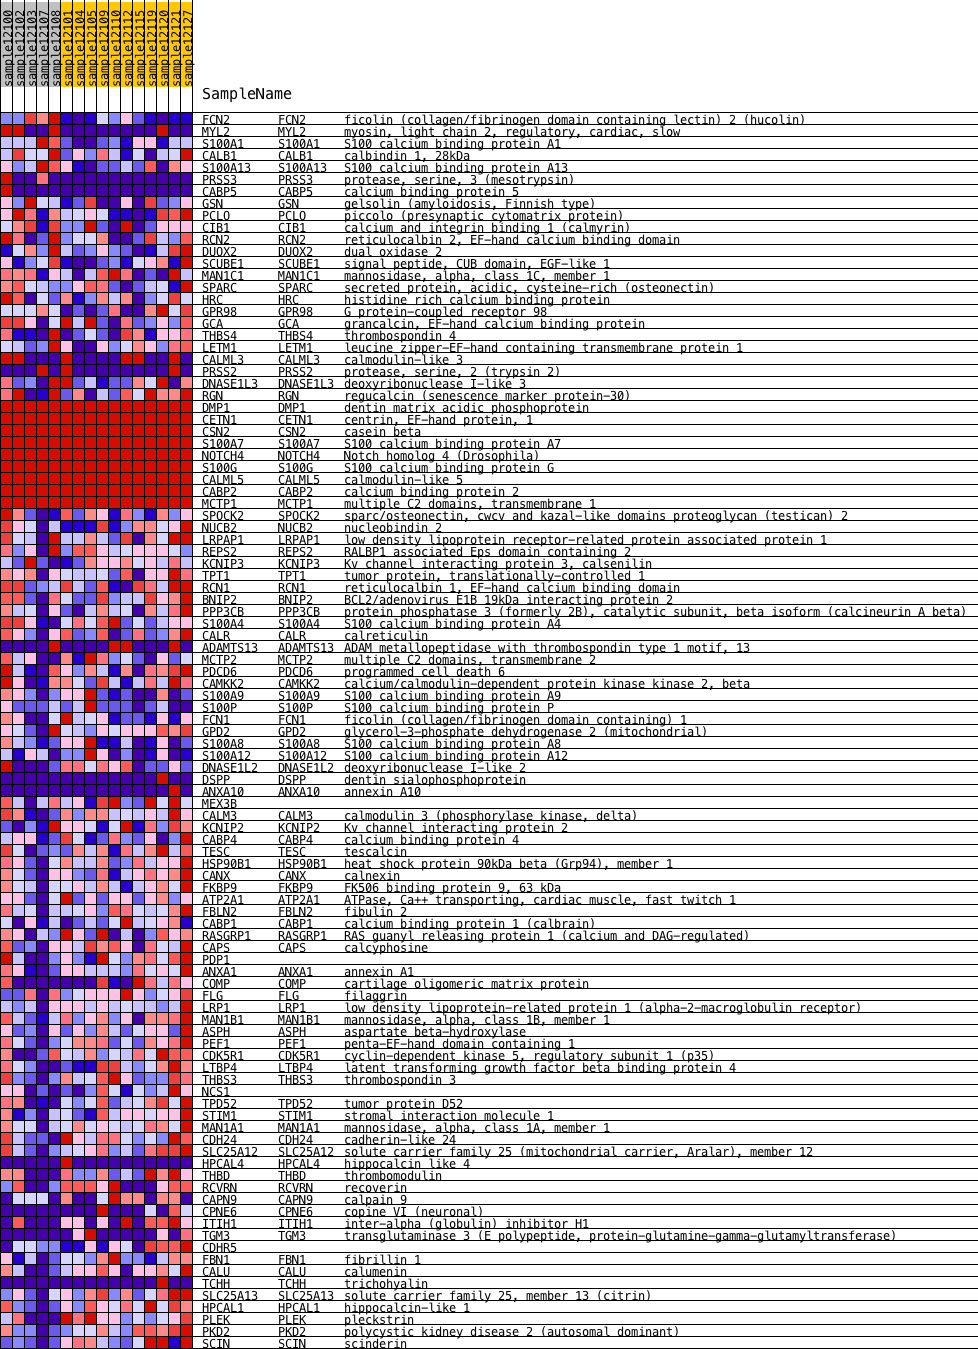 sample12100
sample12102
sample12103
sample12107
sample12108
sample12101
sample12104
sample12105
sample12109
sample12110
sample12112
sample12115
sample12119
sample12120
sample12121
sample12127
SampleName
FCN2 FCN2 ficolin (collagen/fibrinogen domain containing lectin) 2 (hucolin)
MYL2 MYL2 myosin, light chain 2, regulatory, cardiac, slow
S100A1 S100A1 S100 calcium binding protein A1
CALB1 CALB1 calbindin 1, 28kDa
S100A13 S100A13 S100 calcium binding protein A13
PRSS3 PRSS3 protease, serine, 3 (mesotrypsin)
CABP5 CABP5 calcium binding protein 5
GSN GSN gelsolin (amyloidosis, Finnish type)
PCLO PCLO piccolo (presynaptic cytomatrix protein)
CIB1 CIB1 calcium and integrin binding 1 (calmyrin)
RCN2 RCN2 reticulocalbin 2, EF-hand calcium binding domain
DUOX2 DUOX2 dual oxidase 2
SCUBE1 SCUBE1 signal peptide, CUB domain, EGF-like 1
MAN1C1 MAN1C1 mannosidase, alpha, class 1C, member 1
SPARC SPARC secreted protein, acidic, cysteine-rich (osteonectin)
HRC HRC histidine rich calcium binding protein
GPR98 GPR98 G protein-coupled receptor 98
GCA GCA grancalcin, EF-hand calcium binding protein
THBS4 THBS4 thrombospondin 4
LETM1 LETM1 leucine zipper-EF-hand containing transmembrane protein 1
CALML3 CALML3 calmodulin-like 3
PRSS2 PRSS2 protease, serine, 2 (trypsin 2)
DNASE1L3 DNASE1L3 deoxyribonuclease I-like 3
RGN RGN regucalcin (senescence marker protein-30)
DMP1 DMP1 dentin matrix acidic phosphoprotein
CETN1 CETN1 centrin, EF-hand protein, 1
CSN2 CSN2 casein beta
S100A7 S100A7 S100 calcium binding protein A7
NOTCH4 NOTCH4 Notch homolog 4 (Drosophila)
S100G S100G S100 calcium binding protein G
CALML5 CALML5 calmodulin-like 5
CABP2 CABP2 calcium binding protein 2
MCTP1 MCTP1 multiple C2 domains, transmembrane 1
SPOCK2 SPOCK2 sparc/osteonectin, cwcv and kazal-like domains proteoglycan (testican) 2
NUCB2 NUCB2 nucleobindin 2
LRPAP1 LRPAP1 low density lipoprotein receptor-related protein associated protein 1
REPS2 REPS2 RALBP1 associated Eps domain containing 2
KCNIP3 KCNIP3 Kv channel interacting protein 3, calsenilin
TPT1 TPT1 tumor protein, translationally-controlled 1
RCN1 RCN1 reticulocalbin 1, EF-hand calcium binding domain
BNIP2 BNIP2 BCL2/adenovirus E1B 19kDa interacting protein 2
PPP3CB PPP3CB protein phosphatase 3 (formerly 2B), catalytic subunit, beta isoform (calcineurin A beta)
S100A4 S100A4 S100 calcium binding protein A4
CALR CALR calreticulin
ADAMTS13 ADAMTS13 ADAM metallopeptidase with thrombospondin type 1 motif, 13
MCTP2 MCTP2 multiple C2 domains, transmembrane 2
PDCD6 PDCD6 programmed cell death 6
CAMKK2 CAMKK2 calcium/calmodulin-dependent protein kinase kinase 2, beta
S100A9 S100A9 S100 calcium binding protein A9
S100P S100P S100 calcium binding protein P
FCN1 FCN1 ficolin (collagen/fibrinogen domain containing) 1
GPD2 GPD2 glycerol-3-phosphate dehydrogenase 2 (mitochondrial)
S100A8 S100A8 S100 calcium binding protein A8
S100A12 S100A12 S100 calcium binding protein A12
DNASE1L2 DNASE1L2 deoxyribonuclease I-like 2
DSPP DSPP dentin sialophosphoprotein
ANXA10 ANXA10 annexin A10
MEX3B
CALM3 CALM3 calmodulin 3 (phosphorylase kinase, delta)
KCNIP2 KCNIP2 Kv channel interacting protein 2
CABP4 CABP4 calcium binding protein 4
TESC TESC tescalcin
HSP90B1 HSP90B1 heat shock protein 90kDa beta (Grp94), member 1
CANX CANX calnexin
FKBP9 FKBP9 FK506 binding protein 9, 63 kDa
ATP2A1 ATP2A1 ATPase, Ca++ transporting, cardiac muscle, fast twitch 1
FBLN2 FBLN2 fibulin 2
CABP1 CABP1 calcium binding protein 1 (calbrain)
RASGRP1 RASGRP1 RAS guanyl releasing protein 1 (calcium and DAG-regulated)
CAPS CAPS calcyphosine
PDP1
ANXA1 ANXA1 annexin A1
COMP COMP cartilage oligomeric matrix protein
FLG FLG filaggrin
LRP1 LRP1 low density lipoprotein-related protein 1 (alpha-2-macroglobulin receptor)
MAN1B1 MAN1B1 mannosidase, alpha, class 1B, member 1
ASPH ASPH aspartate beta-hydroxylase
PEF1 PEF1 penta-EF-hand domain containing 1
CDK5R1 CDK5R1 cyclin-dependent kinase 5, regulatory subunit 1 (p35)
LTBP4 LTBP4 latent transforming growth factor beta binding protein 4
THBS3 THBS3 thrombospondin 3
NCS1
TPD52 TPD52 tumor protein D52
STIM1 STIM1 stromal interaction molecule 1
MAN1A1 MAN1A1 mannosidase, alpha, class 1A, member 1
CDH24 CDH24 cadherin-like 24
SLC25A12 SLC25A12 solute carrier family 25 (mitochondrial carrier, Aralar), member 12
HPCAL4 HPCAL4 hippocalcin like 4
THBD THBD thrombomodulin
RCVRN RCVRN recoverin
CAPN9 CAPN9 calpain 9
CPNE6 CPNE6 copine VI (neuronal)
ITIH1 ITIH1 inter-alpha (globulin) inhibitor H1
TGM3 TGM3 transglutaminase 3 (E polypeptide, protein-glutamine-gamma-glutamyltransferase)
CDHR5
FBN1 FBN1 fibrillin 1
CALU CALU calumenin
TCHH TCHH trichohyalin
SLC25A13 SLC25A13 solute carrier family 25, member 13 (citrin)
HPCAL1 HPCAL1 hippocalcin-like 1
PLEK PLEK pleckstrin
PKD2 PKD2 polycystic kidney disease 2 (autosomal dominant)
SCIN SCIN scinderin